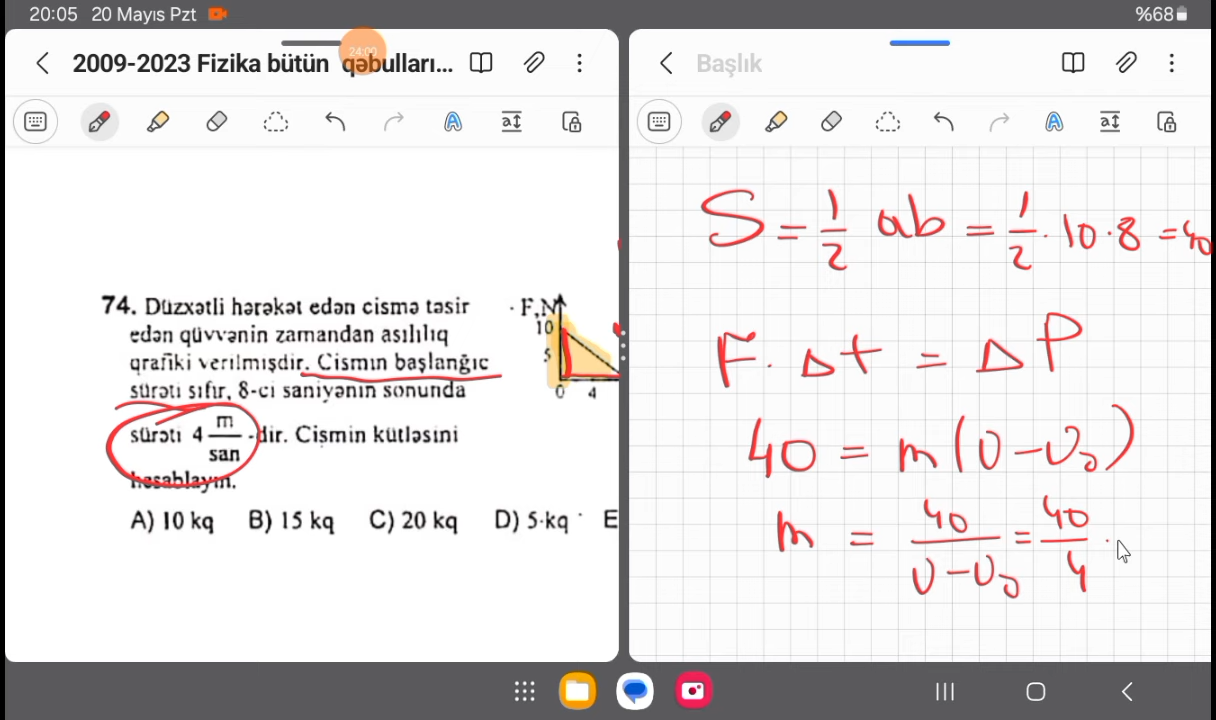 20:05 20 Mayıs Pzt
%68
24:00
2009-2023 Fizika bütün qəbulları...
Başlık
74. Düzxətli hərəkət edən cismə təsir
edən qüvvənin zamandan asılılıq
qrafiki verilmişdir. Cismin başlanğıc
sürəti sıfır, 8-ci saniyənin sonunda
sürəti 4 m/san -dir. Cismin kütləsini
hesablayın.
A) 10 kq B) 15 kq C) 20 kq D) 5 kq E
F,N
10
5
0 4
S = 1/2 ab = 1/2 · 10 · 8 = 40
F · Δt = ΔP
40 = m(υ - υ₀)
m = 40/(υ - υ₀) = 40/4